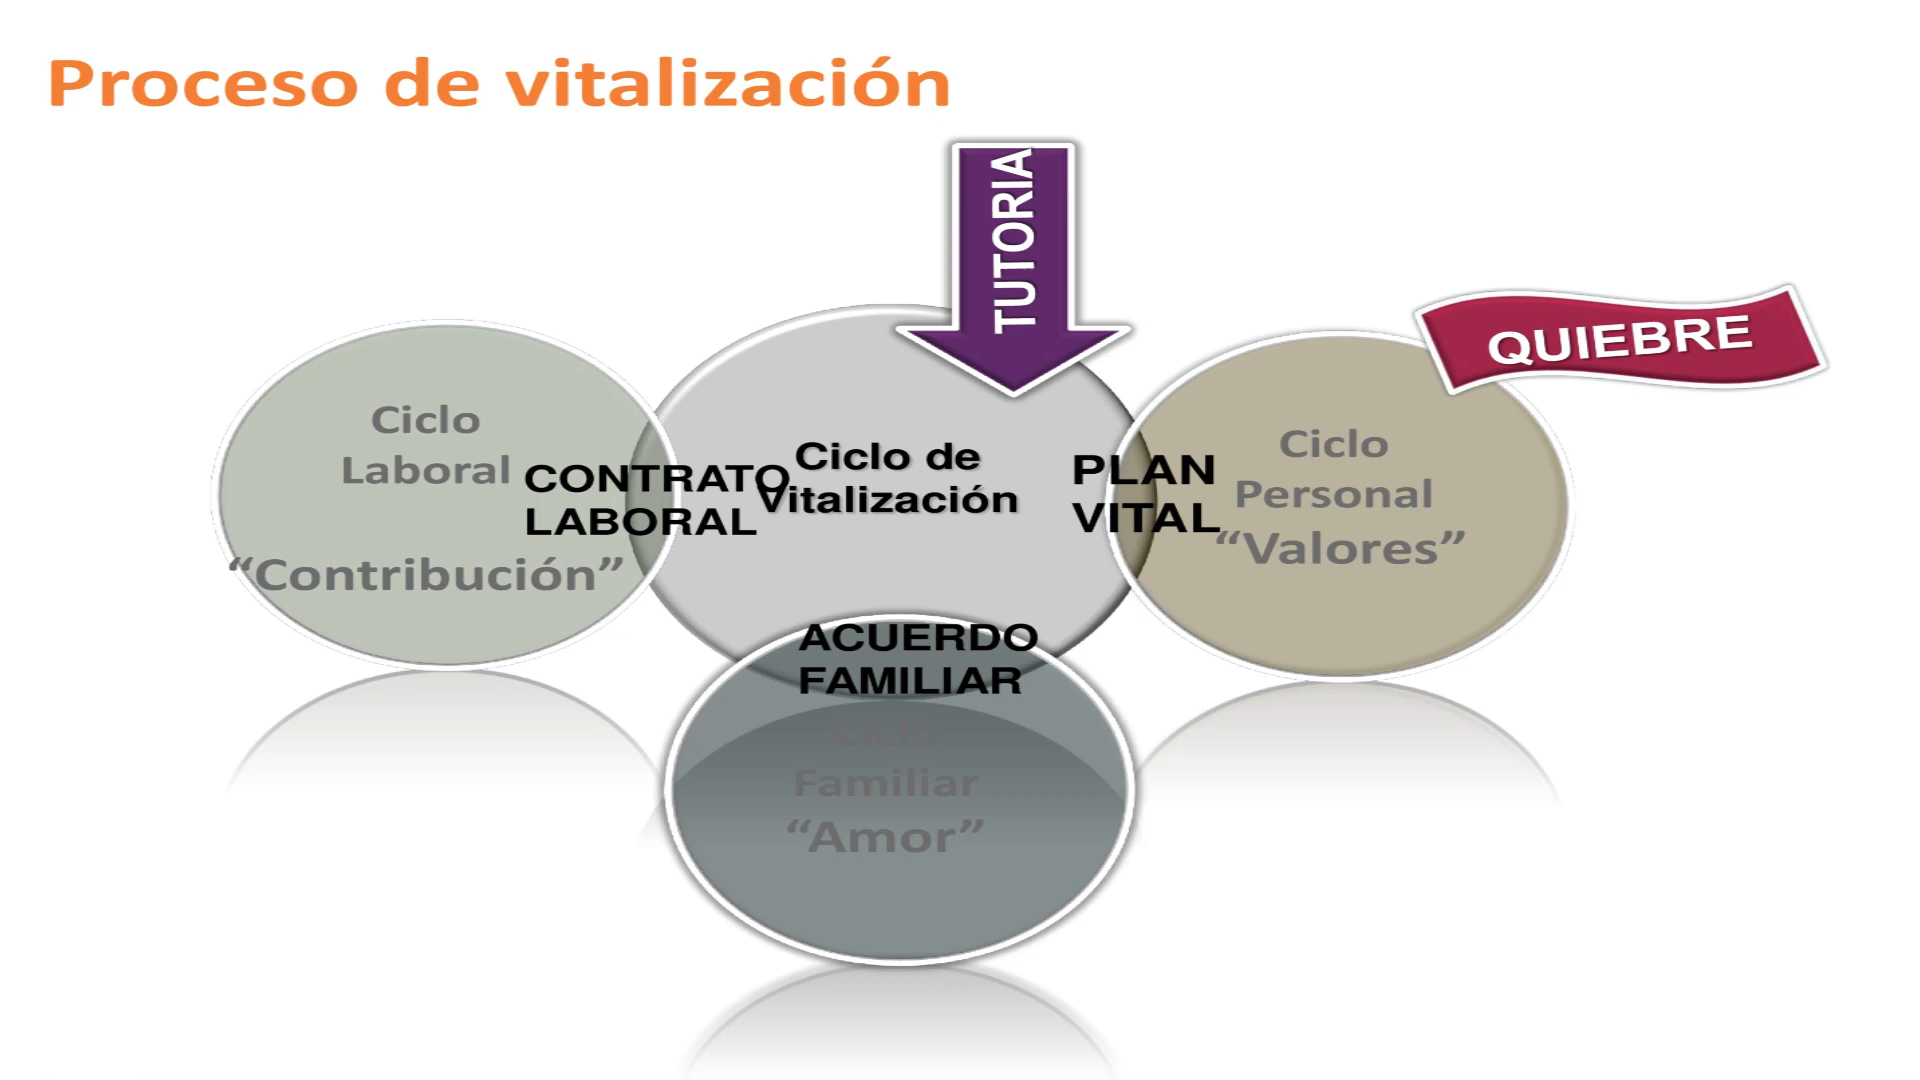 Proceso de vitalización
TUTORIA
QUIEBRE
Ciclo
Laboral
“Contribución”
CONTRATO
LABORAL
Ciclo de
Vitalización
PLAN
VITAL
Ciclo
Personal
“Valores”
ACUERDO
FAMILIAR
Ciclo
Familiar
“Amor”